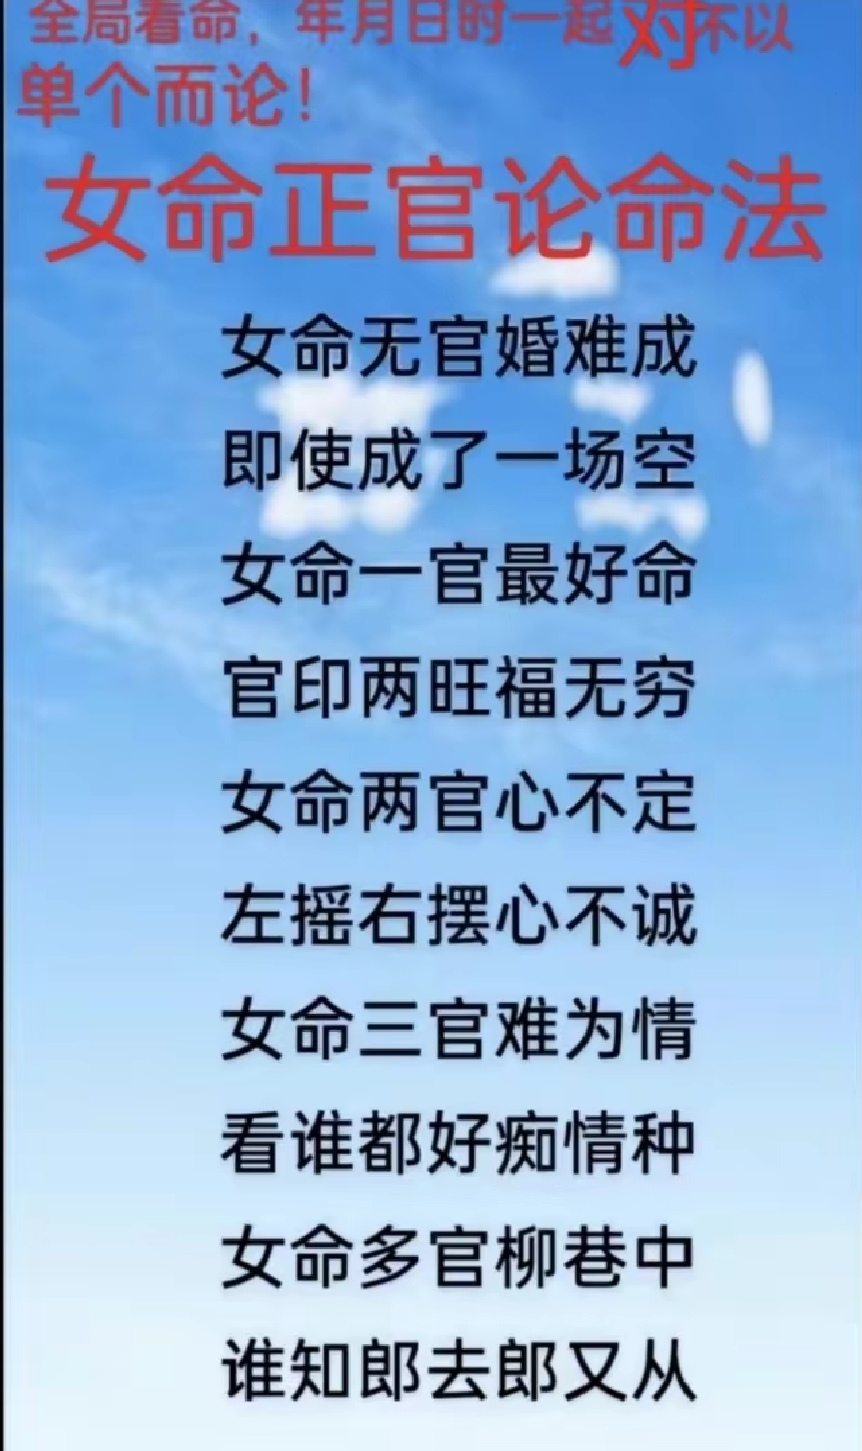 全局看命，年月日时一起对不以
单个而论！
女命正官论命法
女命无官婚难成
即使成了一场空
女命一官最好命
官印两旺福无穷
女命两官心不定
左摇右摆心不诚
女命三官难为情
看谁都好痴情种
女命多官柳巷中
谁知郎去郎又从